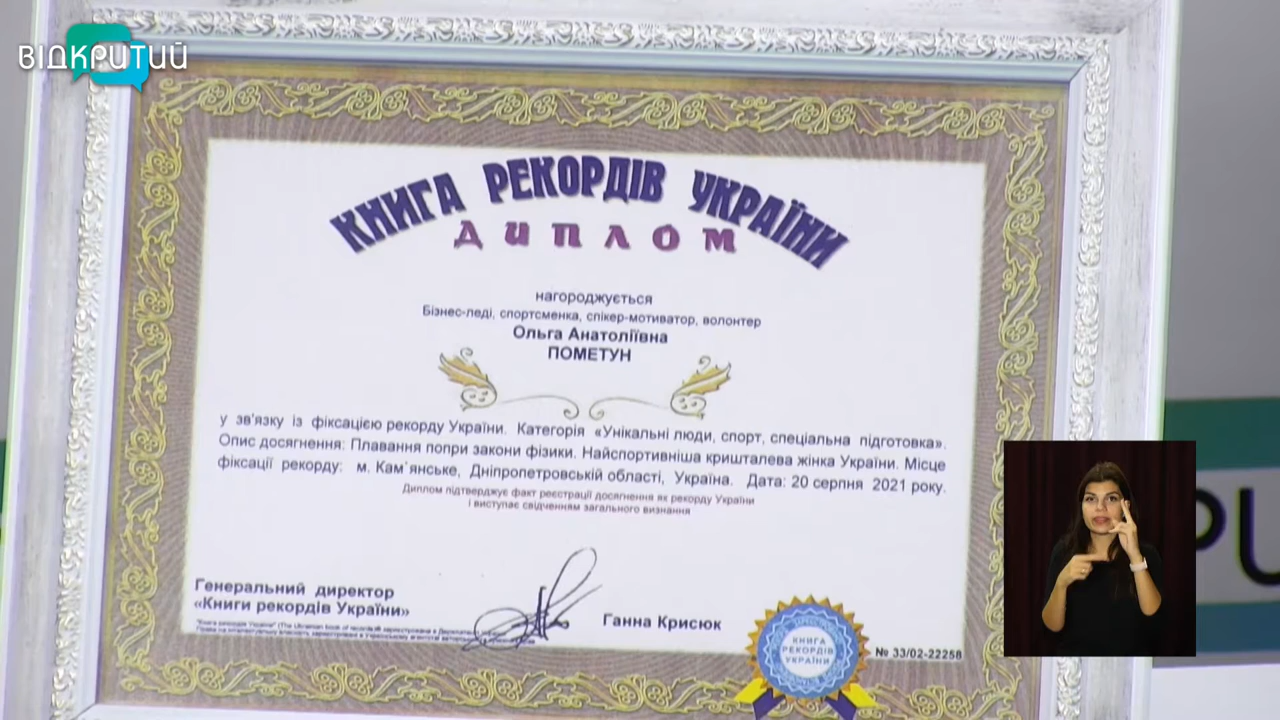 ВІДКРИТИЙ
КНИГА РЕКОРДІВ УКРАЇНИ
ДИПЛОМ
нагороджується
Бізнес-леді, спортсменка, спікер-мотиватор, волонтер
Ольга Анатоліївна
ПОМЕТУН
у зв'язку із фіксацією рекорду України. Категорія «Унікальні люди, спорт, спеціальна підготовка».
Опис досягнення: Плавання попри закони фізики. Найспортивніша кришталева жінка України. Місце
фіксації рекорду: м. Кам`янське, Дніпропетровській області, Україна. Дата: 20 серпня 2021 року.
Диплом підтверджує факт реєстрації досягнення як рекорду України
і виступає свідченням загального визнання
Генеральний директор
«Книги рекордів України»
Ганна Крисюк
КНИГА
РЕКОРДІВ
УКРАЇНИ
№ 33/02-22258